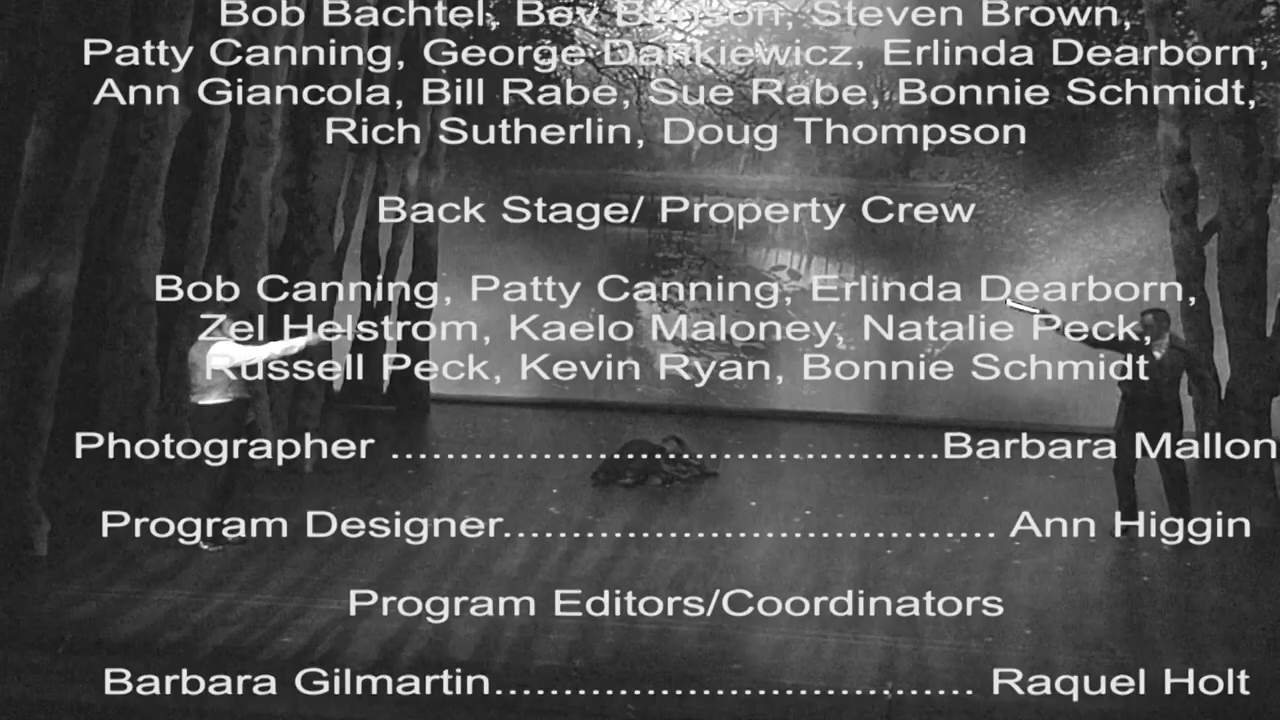 Bob Bachtel, Bev Benson, Steven Brown,
Patty Canning, George Dankiewicz, Erlinda Dearborn,
Ann Giancola, Bill Rabe, Sue Rabe, Bonnie Schmidt,
Rich Sutherlin, Doug Thompson
Back Stage/ Property Crew
Bob Canning, Patty Canning, Erlinda Dearborn,
Zel Helstrom, Kaelo Maloney, Natalie Peck,
Russell Peck, Kevin Ryan, Bonnie Schmidt
Photographer ....................................Barbara Mallon
Program Designer................................. Ann Higgin
Program Editors/Coordinators
Barbara Gilmartin................................ Raquel Holt